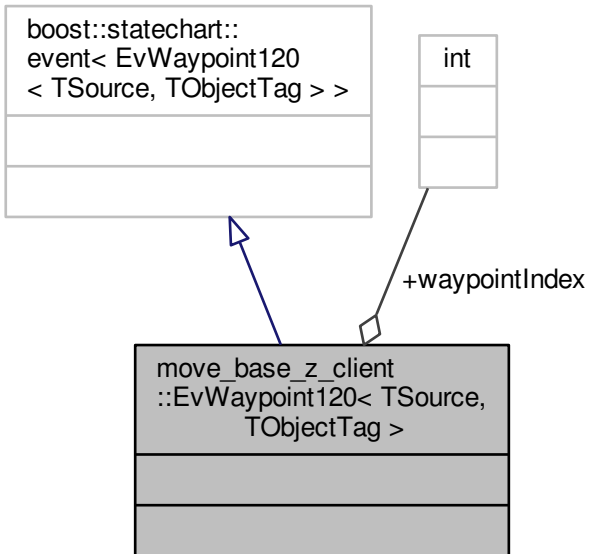 boost::statechart::
event< EvWaypoint120
< TSource, TObjectTag > >
int
+waypointIndex
move_base_z_client
::EvWaypoint120< TSource,
TObjectTag >